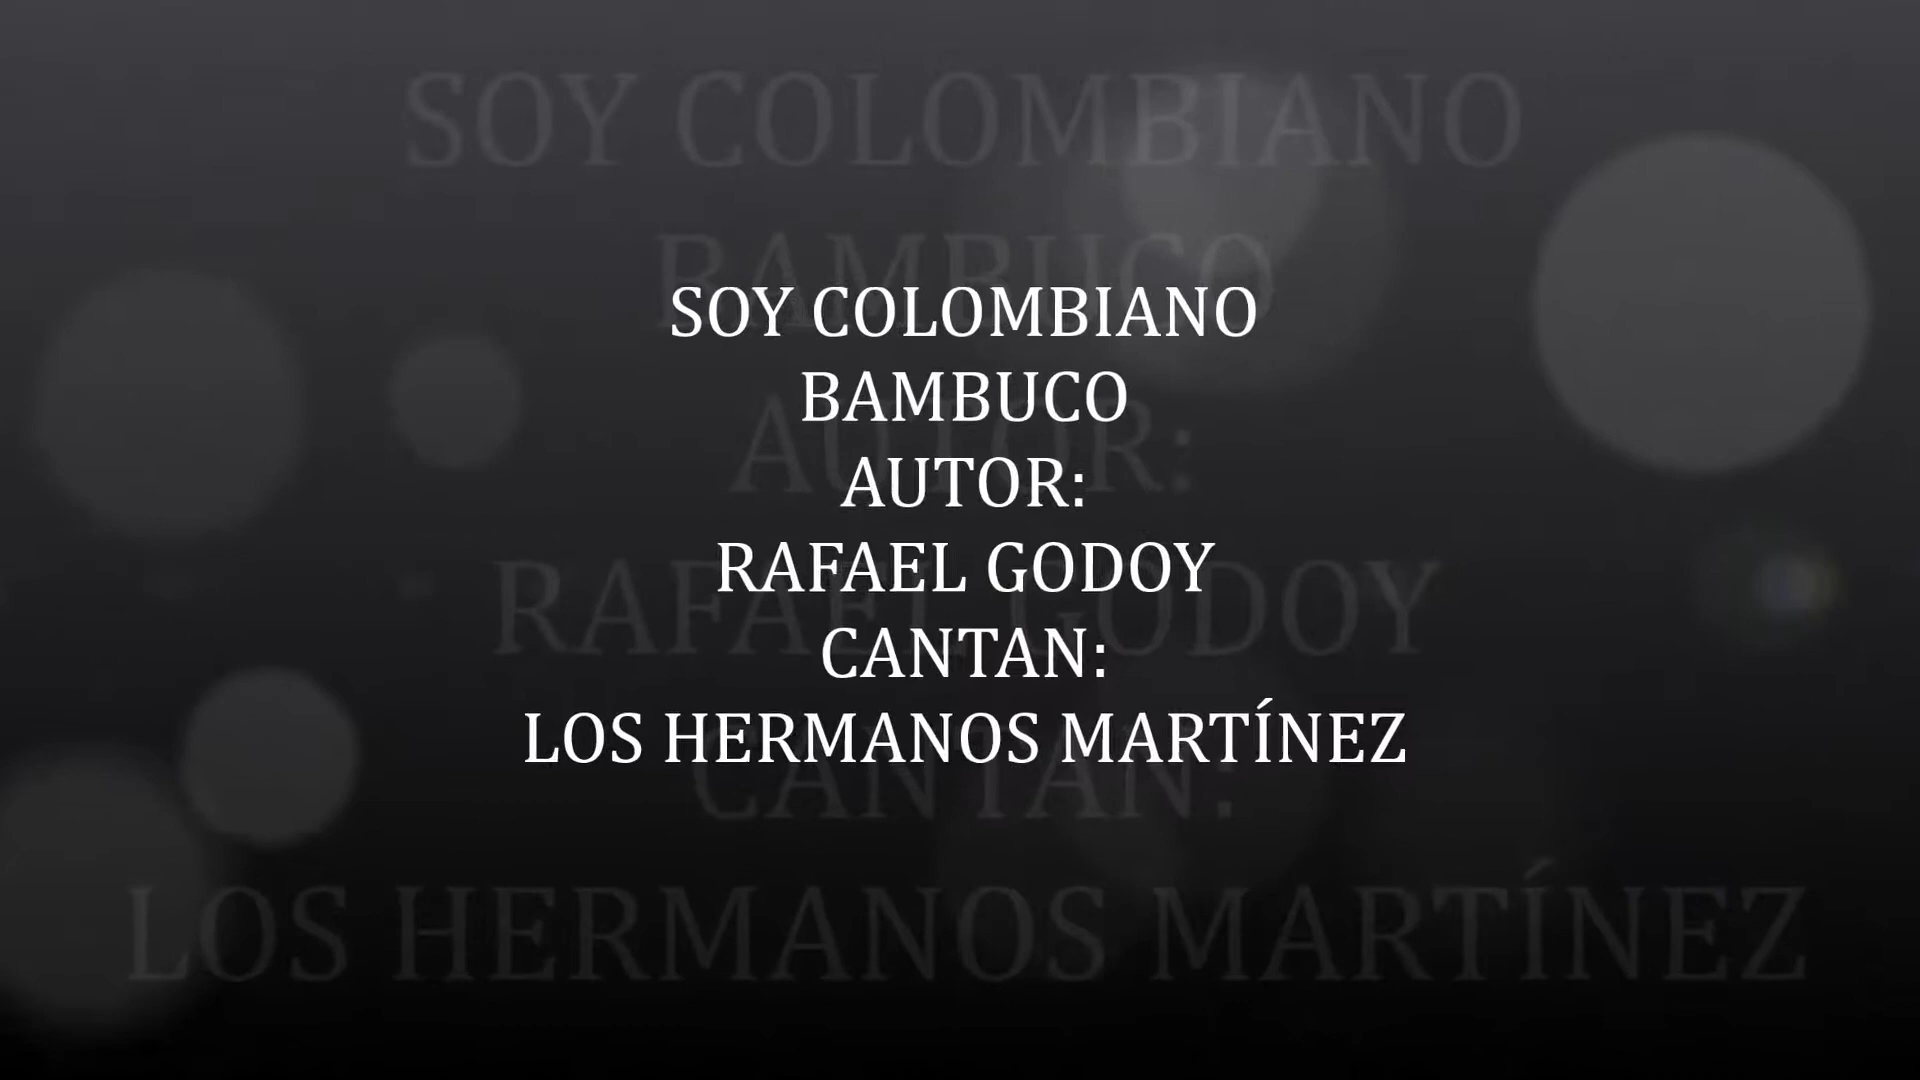 SOY COLOMBIANO
BAMBUCO
AUTOR:
RAFAEL GODOY
CANTAN:
LOS HERMANOS MARTÍNEZ